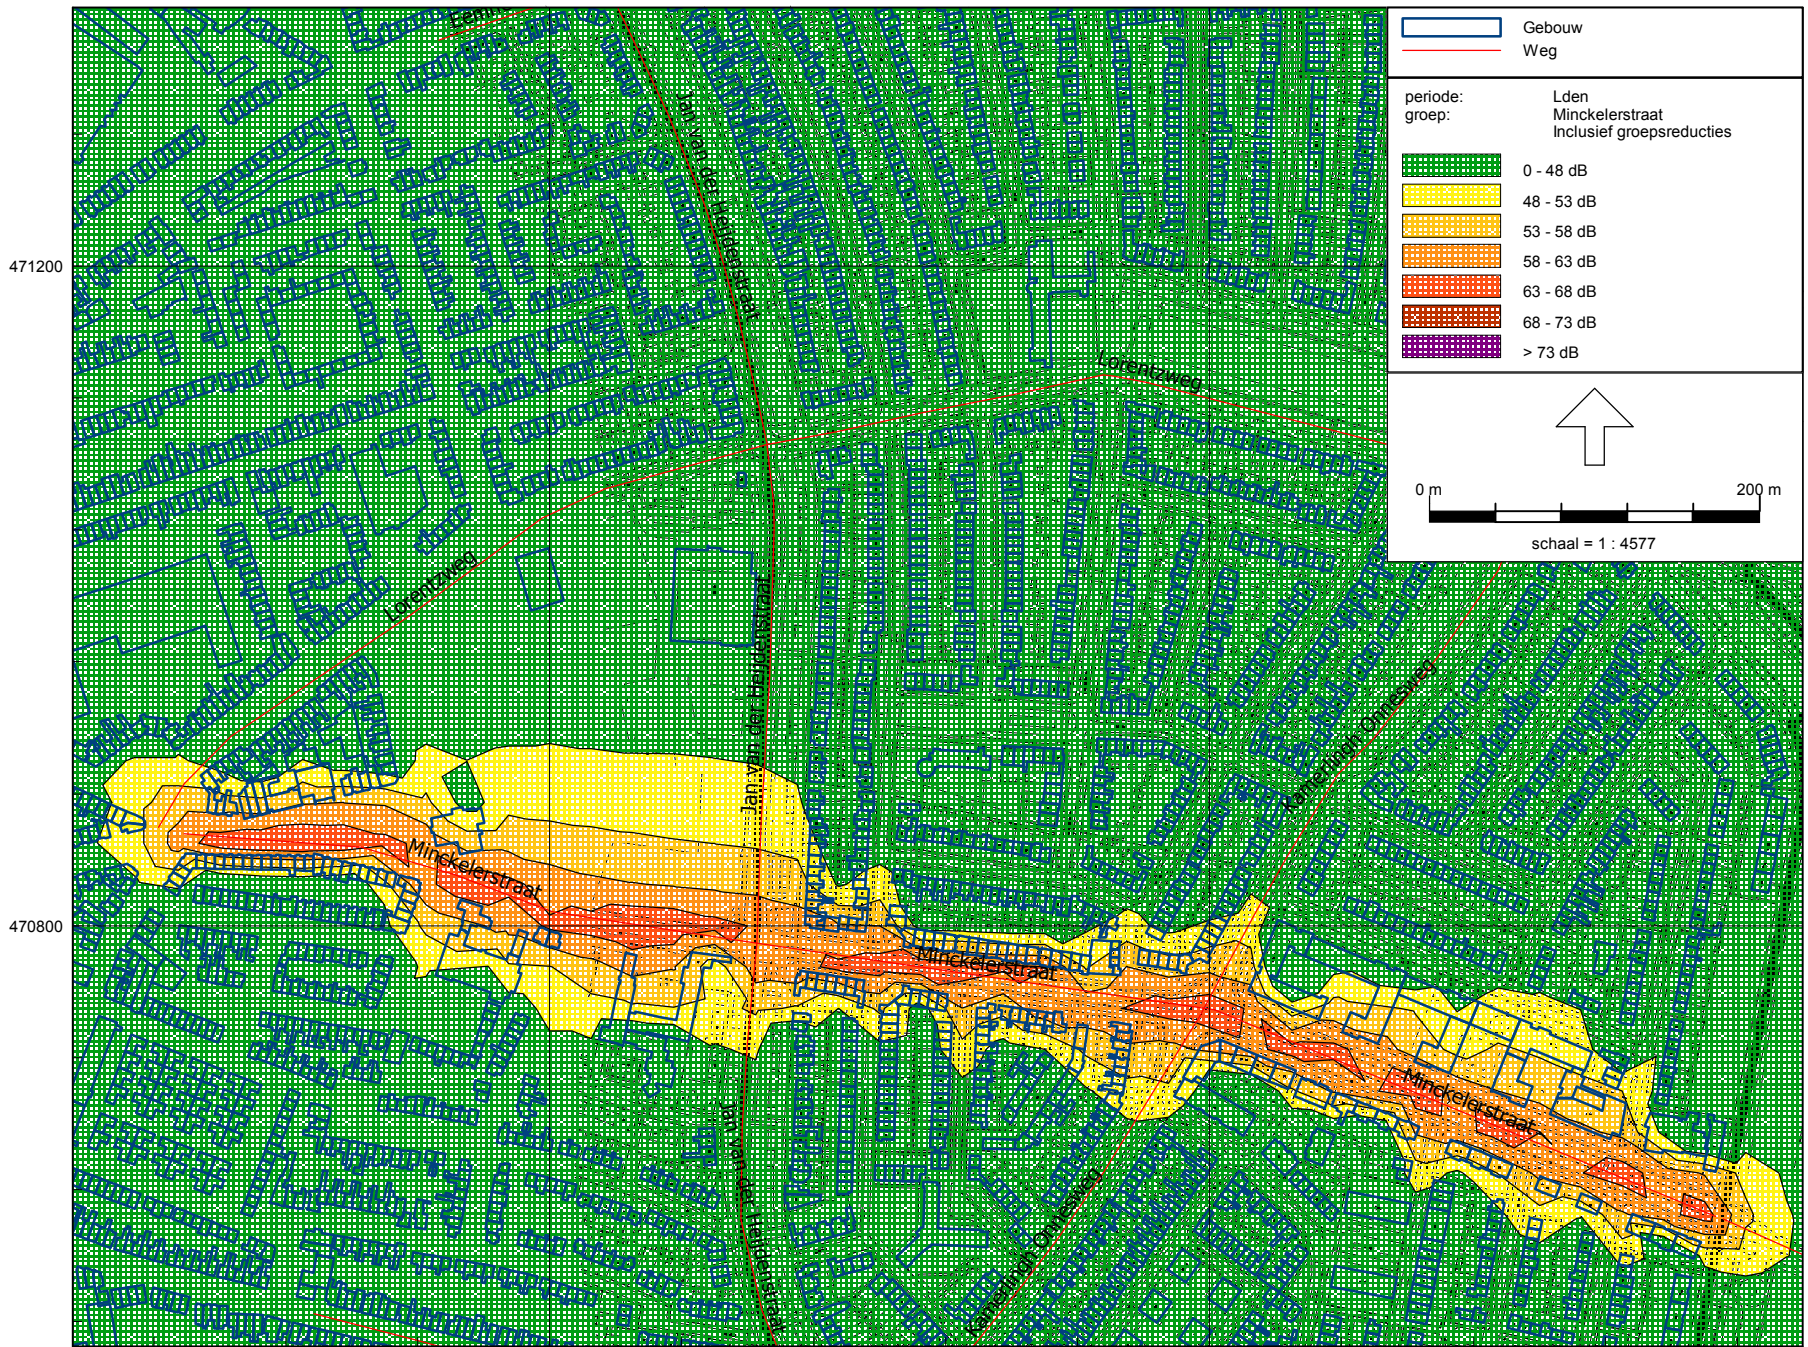 Gebouw
Weg
periode: Lden
groep: Minckelerstraat
Inclusief groepsreducties
0 - 48 dB
48 - 53 dB
53 - 58 dB
58 - 63 dB
63 - 68 dB
68 - 73 dB
> 73 dB
0 m 200 m
schaal = 1 : 4577
Jan van der Heijdenstraat
471200
Lorentzweg
Lorentzweg
Jan van der Heijdenstraat
Kamerlingh Onnesweg
Minckelerstraat
470800
Minckelerstraat
Minckelerstraat
Jan van der Heijdenstraat
Kamerlingh Onnesweg